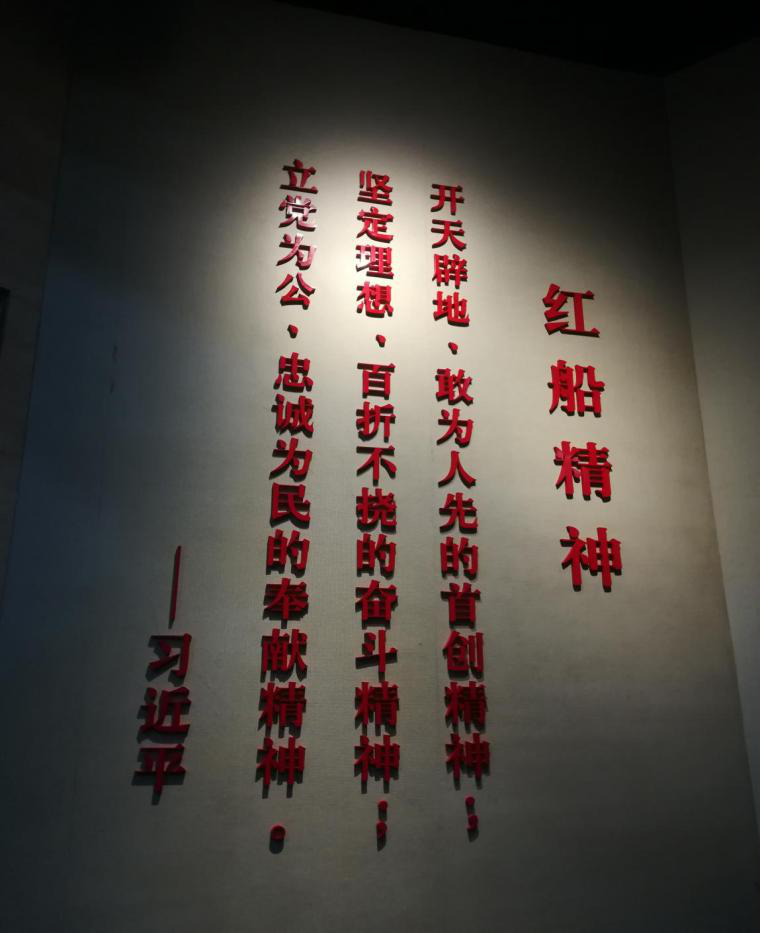 红船精神
开天辟地、敢为人先的首创精神；
坚定理想，百折不挠的奋斗精神；
立党为公、忠诚为民的奉献精神。
—习近平